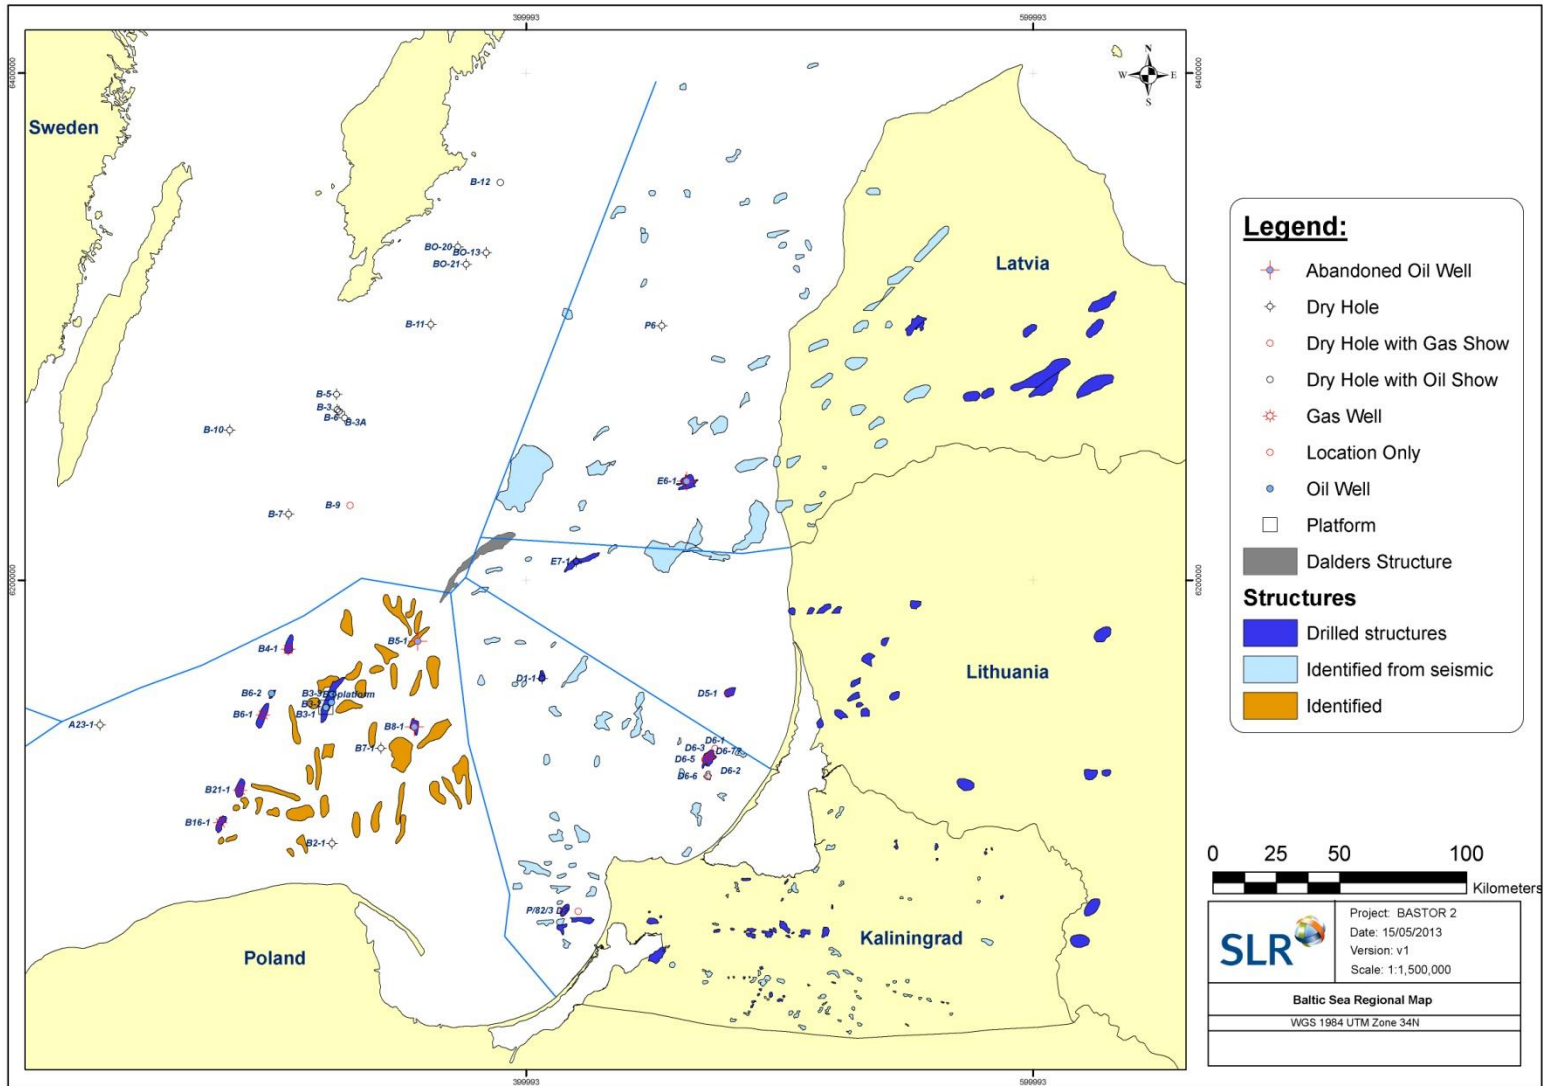 399993
599993
6400000
6400000
N
W
E
S
Sweden
B-12
BO-20
BO-13
BO-21
Latvia
B-11
P6
B-5
B-3
B-6
B-3A
B-10
E6-1
B-9
B-7
E7-1
6200000
6200000
B5-1
B4-1
Lithuania
D1-1
B6-2
B3-3
platform
B3-2
D5-1
B6-1
B3-1
A23-1
B8-1
B7-1
D6-1
D6-3
D6-7?
D6-5
D6-2
D6-6
B21-1
B16-1
B2-1
P/82/3 D
Poland
Kaliningrad
399993
599993
Legend:
Abandoned Oil Well
Dry Hole
Dry Hole with Gas Show
Dry Hole with Oil Show
Gas Well
Location Only
Oil Well
Platform
Dalders Structure
Structures
Drilled structures
Identified from seismic
Identified
0 25 50 100
Kilometers
SLR
Project: BASTOR 2
Date: 15/05/2013
Version: v1
Scale: 1:1,500,000
Baltic Sea Regional Map
WGS 1984 UTM Zone 34N